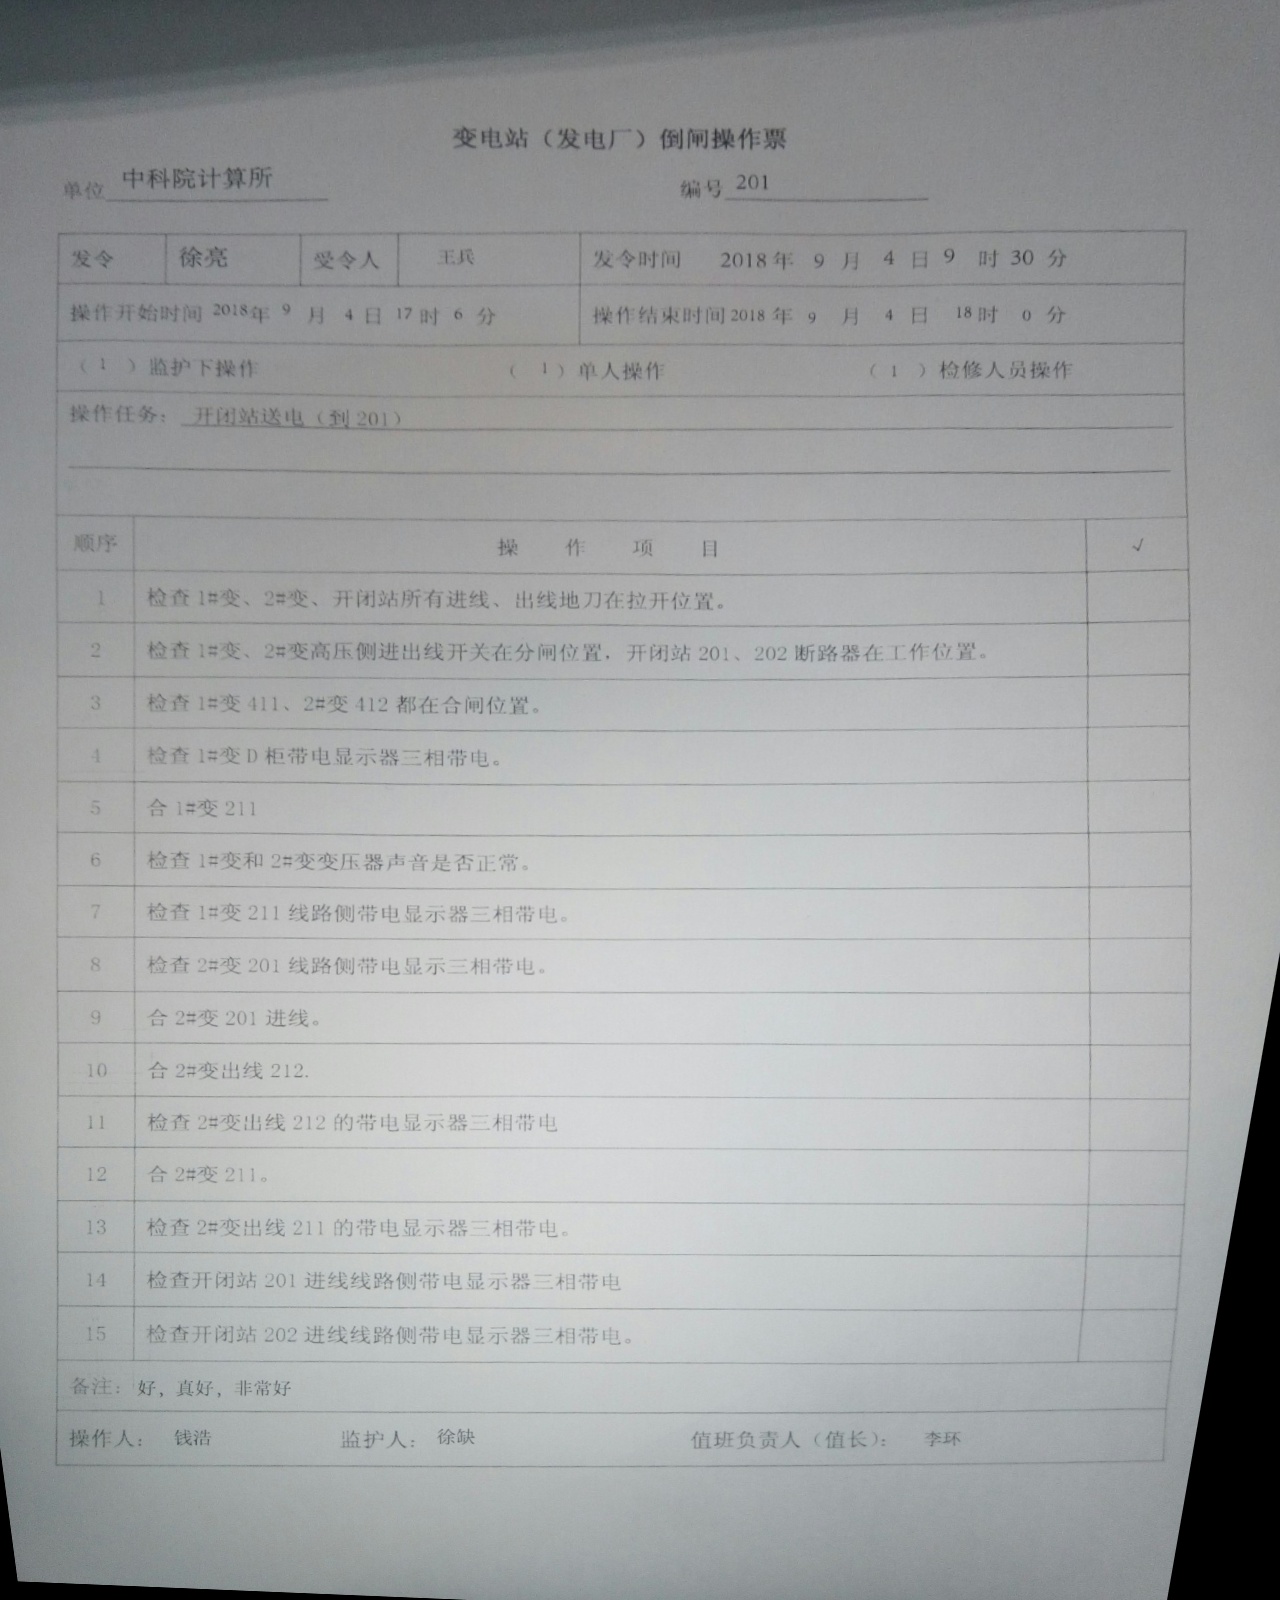 变电站（发电厂）倒闸操作票
单位 中科院计算所 编号 201
发令 徐亮 受令人 王兵 发令时间 2018 年 9 月 4 日 9 时 30 分
操作开始时间 2018年 9 月 4 日 17 时 6 分 操作结束时间 2018 年 9 月 4 日 18时 0 分
（ 1 ）监护下操作 （ 1）单人操作 （ 1 ）检修人员操作
操作任务： 开闭站送电（到 201）
顺序 操 作 项 目 √
1 检查 1#变、2#变、开闭站所有进线、出线地刀在拉开位置。
2 检查 1#变、2#变高压侧进出线开关在分闸位置，开闭站 201、202 断路器在工作位置。
3 检查 1#变 411、2#变 412 都在合闸位置。
4 检查 1#变 D 柜带电显示器三相带电。
5 合 1#变 211
6 检查 1#变和 2#变变压器声音是否正常。
7 检查 1#变 211 线路侧带电显示器三相带电。
8 检查 2#变 201 线路侧带电显示三相带电。
9 合 2#变 201 进线。
10 合 2#变出线 212.
11 检查 2#变出线 212 的带电显示器三相带电
12 合 2#变 211。
13 检查 2#变出线 211 的带电显示器三相带电。
14 检查开闭站 201 进线线路侧带电显示器三相带电
15 检查开闭站 202 进线线路侧带电显示器三相带电。
备注：好，真好，非常好
操作人： 钱浩 监护人： 徐缺 值班负责人（值长）： 李环